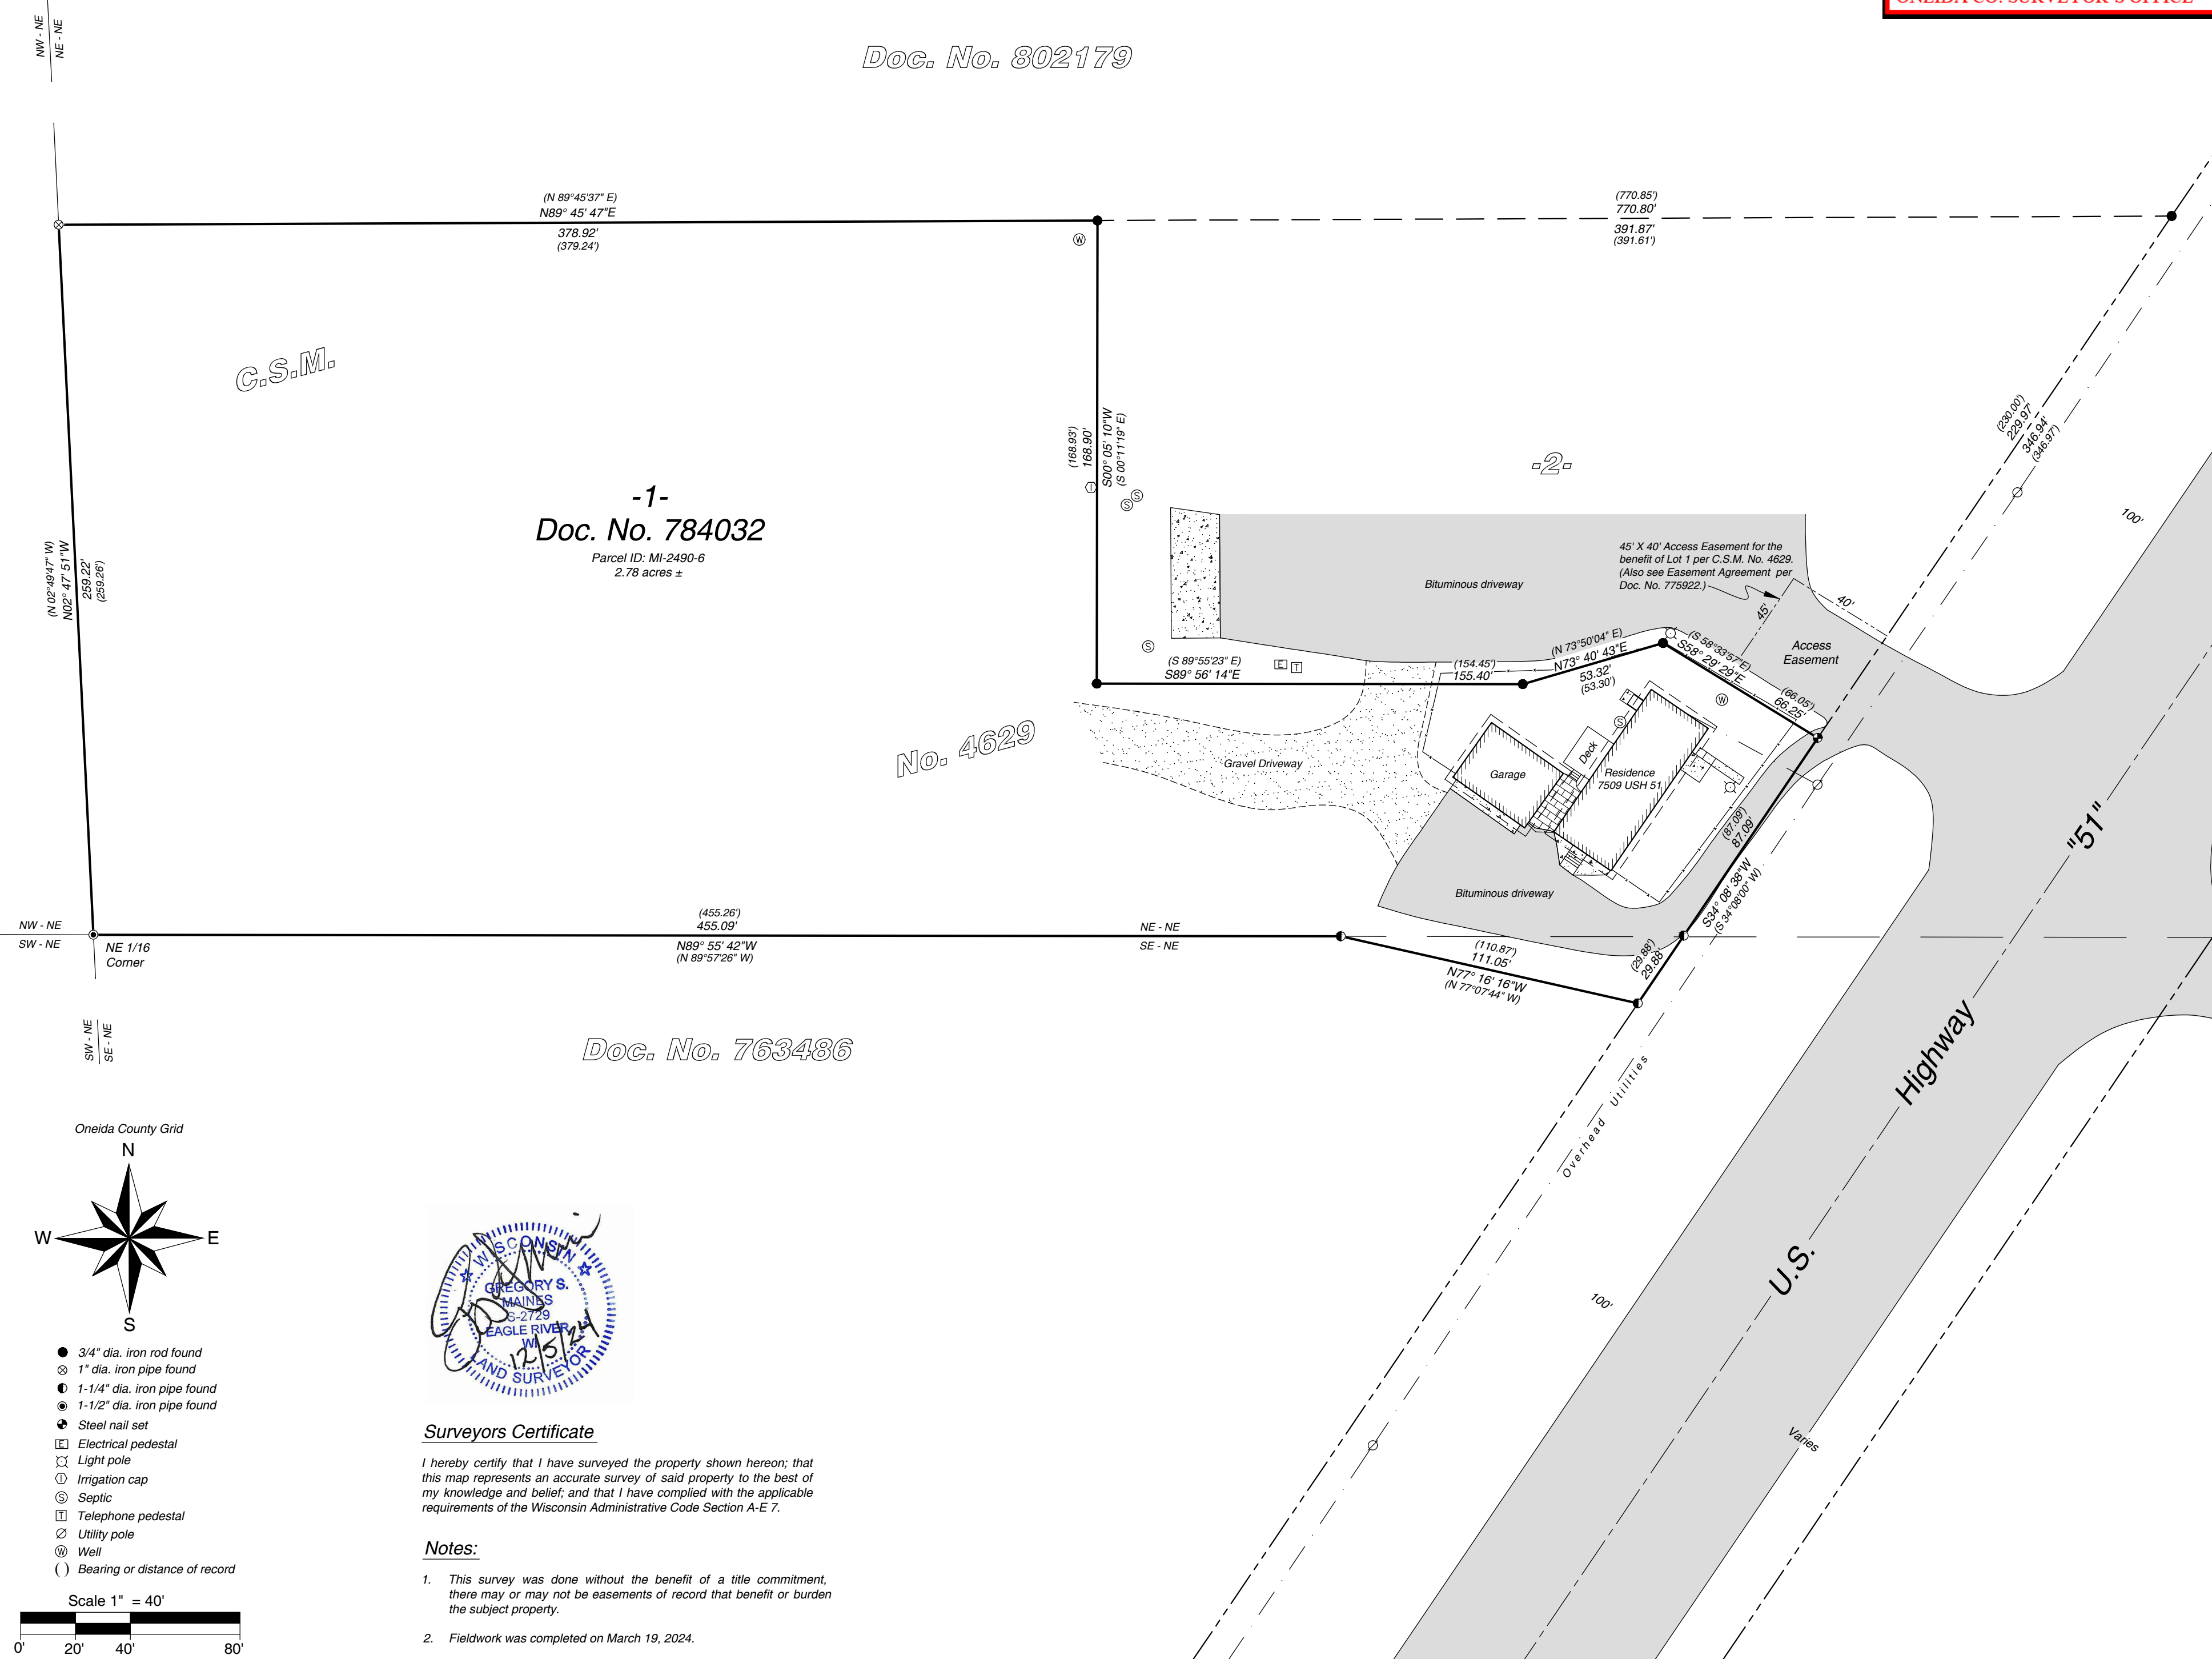 ONEIDA CO. SURVEYOR'S OFFICE
NW - NE
NE - NE
Doc. No. 802179
(N 89°45'37" E)
N89° 45' 47"E
378.92'
(379.24')
(770.85')
770.80'
391.87'
(391.61')
C.S.M.
(230.00')
229.97'
346.94'
(346.97')
100'
(168.93')
168.90'
S00° 05' 10"W
(S 00°11'19" E)
-1-
Doc. No. 784032
Parcel ID: MI-2490-6
2.78 acres ±
-2-
(N 02°49'47" W)
N02° 47' 51"W
259.22'
(259.26')
W
I
S
S
S
45' X 40' Access Easement for the
benefit of Lot 1 per C.S.M. No. 4629.
(Also see Easement Agreement per
Doc. No. 775922.)
Bituminous driveway
45'
40'
Access
Easement
(S 89°55'23" E)
S89° 56' 14"E
E
T
(154.45')
155.40'
(N 73°50'04" E)
N73° 40' 43"E
53.32'
(53.30')
(S 58°33'57"E)
S58° 29' 29"E
(66.05')
66.25'
W
S
No. 4629
Gravel Driveway
Garage
Deck
Residence
7509 USH 51
(87.09')
87.09'
S34° 08' 38"W
(S 34°08'00" W)
Bituminous driveway
"51"
NW - NE
SW - NE
NE 1/16
Corner
(455.26')
455.09'
N89° 55' 42"W
(N 89°57'26" W)
NE - NE
SE - NE
(110.87')
111.05'
N77° 16' 16"W
(N 77°07'44" W)
(29.88')
29.88'
SW - NE
SE - NE
Doc. No. 763486
Overhead Utilities
Highway
U.S.
100'
Varies
Oneida County Grid
N
W
E
S
3/4" dia. iron rod found
1" dia. iron pipe found
1-1/4" dia. iron pipe found
1-1/2" dia. iron pipe found
Steel nail set
E Electrical pedestal
Light pole
I Irrigation cap
S Septic
T Telephone pedestal
Utility pole
W Well
( ) Bearing or distance of record
Scale 1" = 40'
0' 20' 40' 80'
WISCONSIN
GREGORY S.
MAINES
S-2729
EAGLE RIVER
WI
12/5/24
LAND SURVEYOR
Surveyors Certificate
I hereby certify that I have surveyed the property shown hereon; that
this map represents an accurate survey of said property to the best of
my knowledge and belief; and that I have complied with the applicable
requirements of the Wisconsin Administrative Code Section A-E 7.
Notes:
1. This survey was done without the benefit of a title commitment,
there may or may not be easements of record that benefit or burden
the subject property.
2. Fieldwork was completed on March 19, 2024.